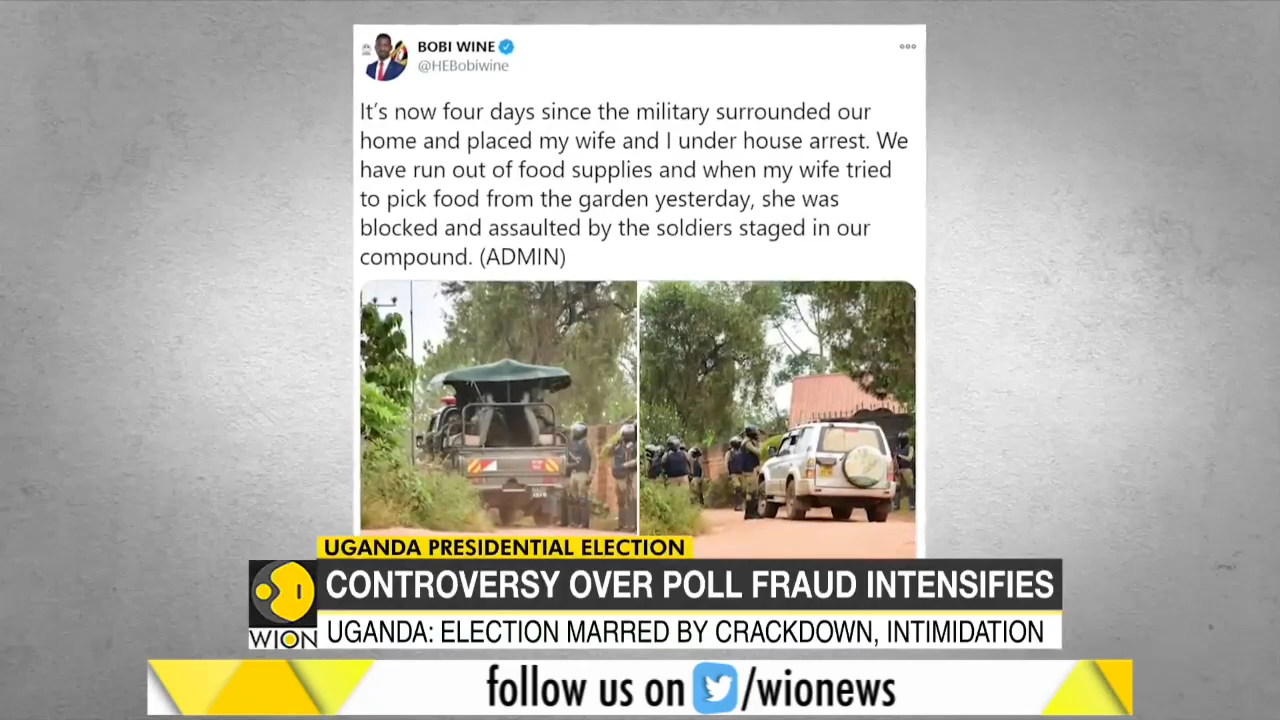 BOBI WINE
@HEBobiwine
It's now four days since the military surrounded our
home and placed my wife and I under house arrest. We
have run out of food supplies and when my wife tried
to pick food from the garden yesterday, she was
blocked and assaulted by the soldiers staged in our
compound. (ADMIN)
UGANDA PRESIDENTIAL ELECTION
CONTROVERSY OVER POLL FRAUD INTENSIFIES
WION
UGANDA: ELECTION MARRED BY CRACKDOWN, INTIMIDATION
follow us on /wionews